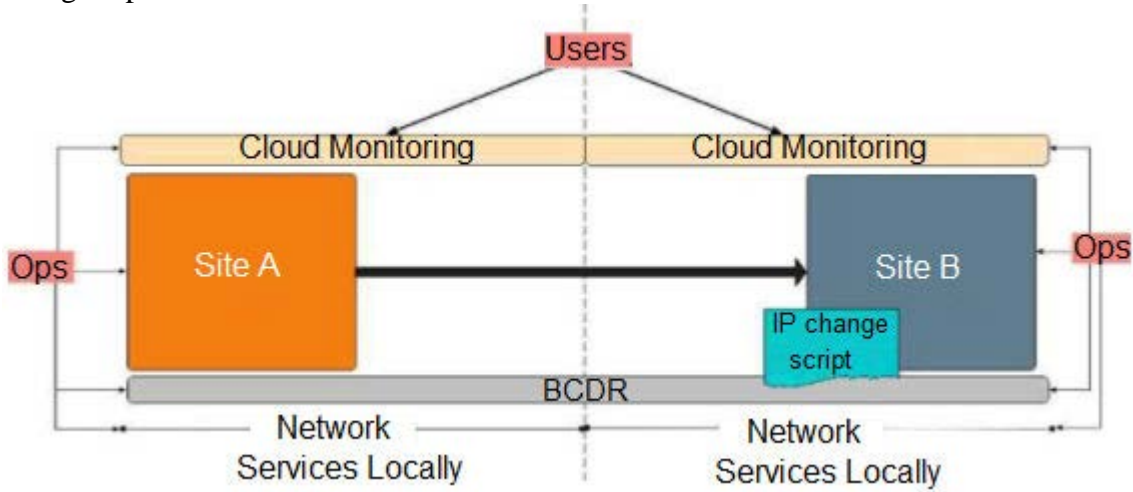 Users
Cloud Monitoring Cloud Monitoring
Ops Site A Site B Ops
IP change
script
BCDR
Network
Services Locally
Network
Services Locally